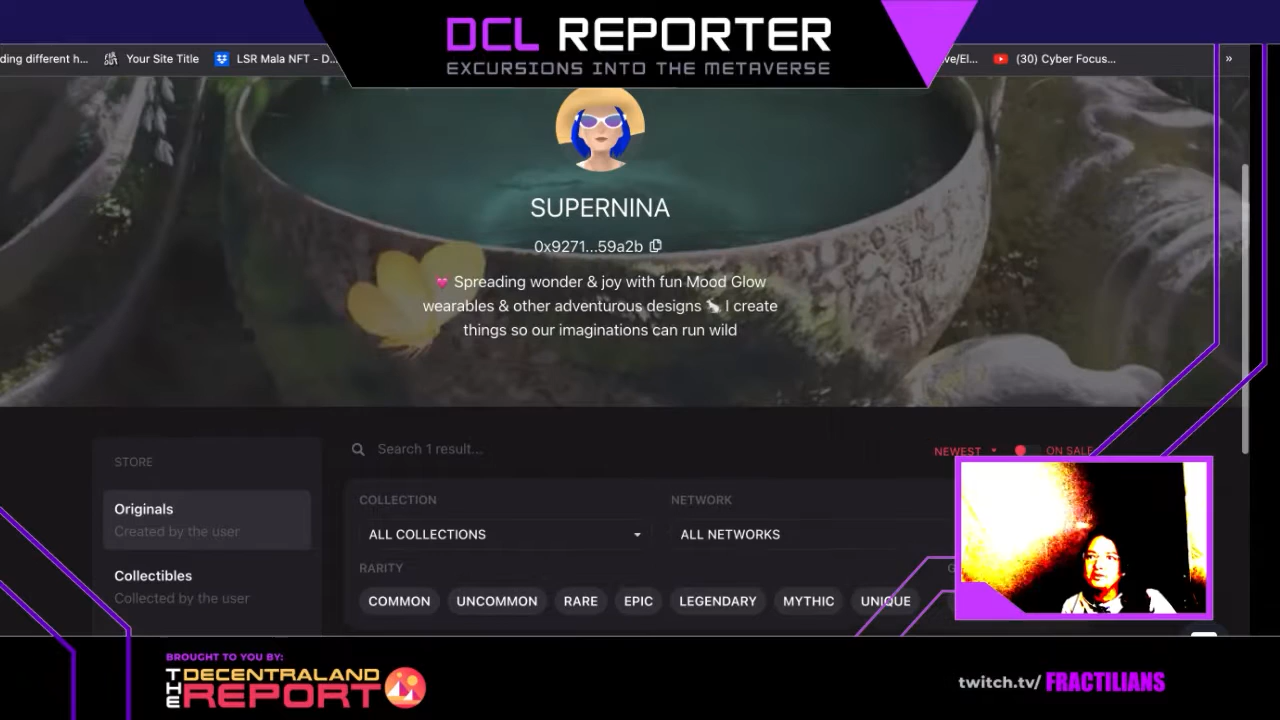 DCL REPORTER
EXCURSIONS INTO THE METAVERSE
ding different h...
Your Site Title
LSR Mala NFT - D...
ve/El...
(30) Cyber Focus...
»
SUPERNINA
0x9271...59a2b
Spreading wonder & joy with fun Mood Glow
wearables & other adventurous designs 🐇 I create
things so our imaginations can run wild
STORE
Search 1 result...
NEWEST
ON SALE
Originals
Created by the user
COLLECTION
NETWORK
ALL COLLECTIONS
ALL NETWORKS
Collectibles
Collected by the user
RARITY
COMMON
UNCOMMON
RARE
EPIC
LEGENDARY
MYTHIC
UNIQUE
BROUGHT TO YOU BY:
THE DECENTRALAND
REPORT
twitch.tv/ FRACTILIANS